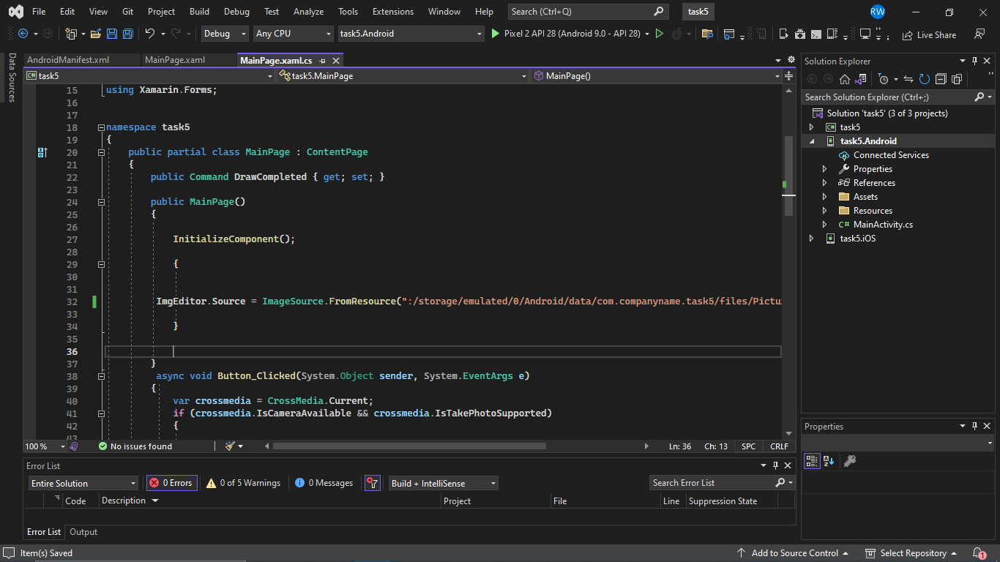 File Edit View Git Project Build Debug Test Analyze Tools Extensions Window Help Search (Ctrl+Q) task5 RW
Debug Any CPU task5.Android Pixel 2 API 28 (Android 9.0 - API 28) Live Share
Data Sources
AndroidManifest.xml MainPage.xaml MainPage.xaml.cs
task5 task5.MainPage MainPage()
15 using Xamarin.Forms;
16
17
18 namespace task5
19 {
20 public partial class MainPage : ContentPage
21 {
22 public Command DrawCompleted { get; set; }
23
24 public MainPage()
25 {
26
27 InitializeComponent();
28
29 {
30
31
32 ImgEditor.Source = ImageSource.FromResource(":/storage/emulated/0/Android/data/com.companyname.task5/files/Pictu
33
34 }
35
36
37 }
38 async void Button_Clicked(System.Object sender, System.EventArgs e)
39 {
40 var crossmedia = CrossMedia.Current;
41 if (crossmedia.IsCameraAvailable && crossmedia.IsTakePhotoSupported)
42 {
43
100 % No issues found Ln: 36 Ch: 13 SPC CRLF
Error List
Entire Solution 0 Errors 0 of 5 Warnings 0 Messages Build + IntelliSense Search Error List
Code Description Project File Line Suppression State
Error List Output
Solution Explorer
Search Solution Explorer (Ctrl+;)
Solution 'task5' (3 of 3 projects)
C# task5
task5.Android
Connected Services
Properties
References
Assets
Resources
C# MainActivity.cs
task5.iOS
Properties
Item(s) Saved Add to Source Control Select Repository 1